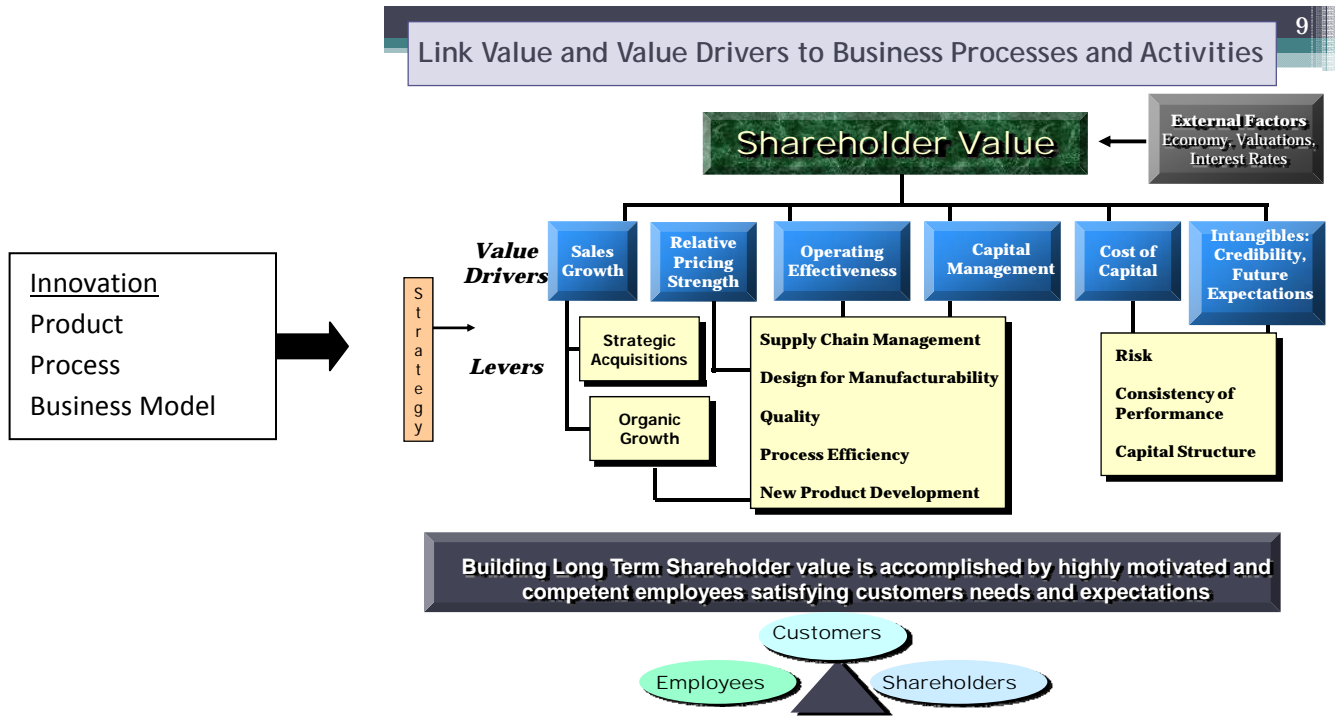 9
Link Value and Value Drivers to Business Processes and Activities
Shareholder Value
External Factors
Economy, Valuations,
Interest Rates
Innovation
Product
Process
Business Model
Strategy
Value
Drivers
Levers
Sales
Growth
Relative
Pricing
Strength
Operating
Effectiveness
Capital
Management
Cost of
Capital
Intangibles:
Credibility,
Future
Expectations
Strategic
Acquisitions
Organic
Growth
Supply Chain Management
Design for Manufacturability
Quality
Process Efficiency
New Product Development
Risk
Consistency of
Performance
Capital Structure
Building Long Term Shareholder value is accomplished by highly motivated and
competent employees satisfying customers needs and expectations
Customers
Employees
Shareholders